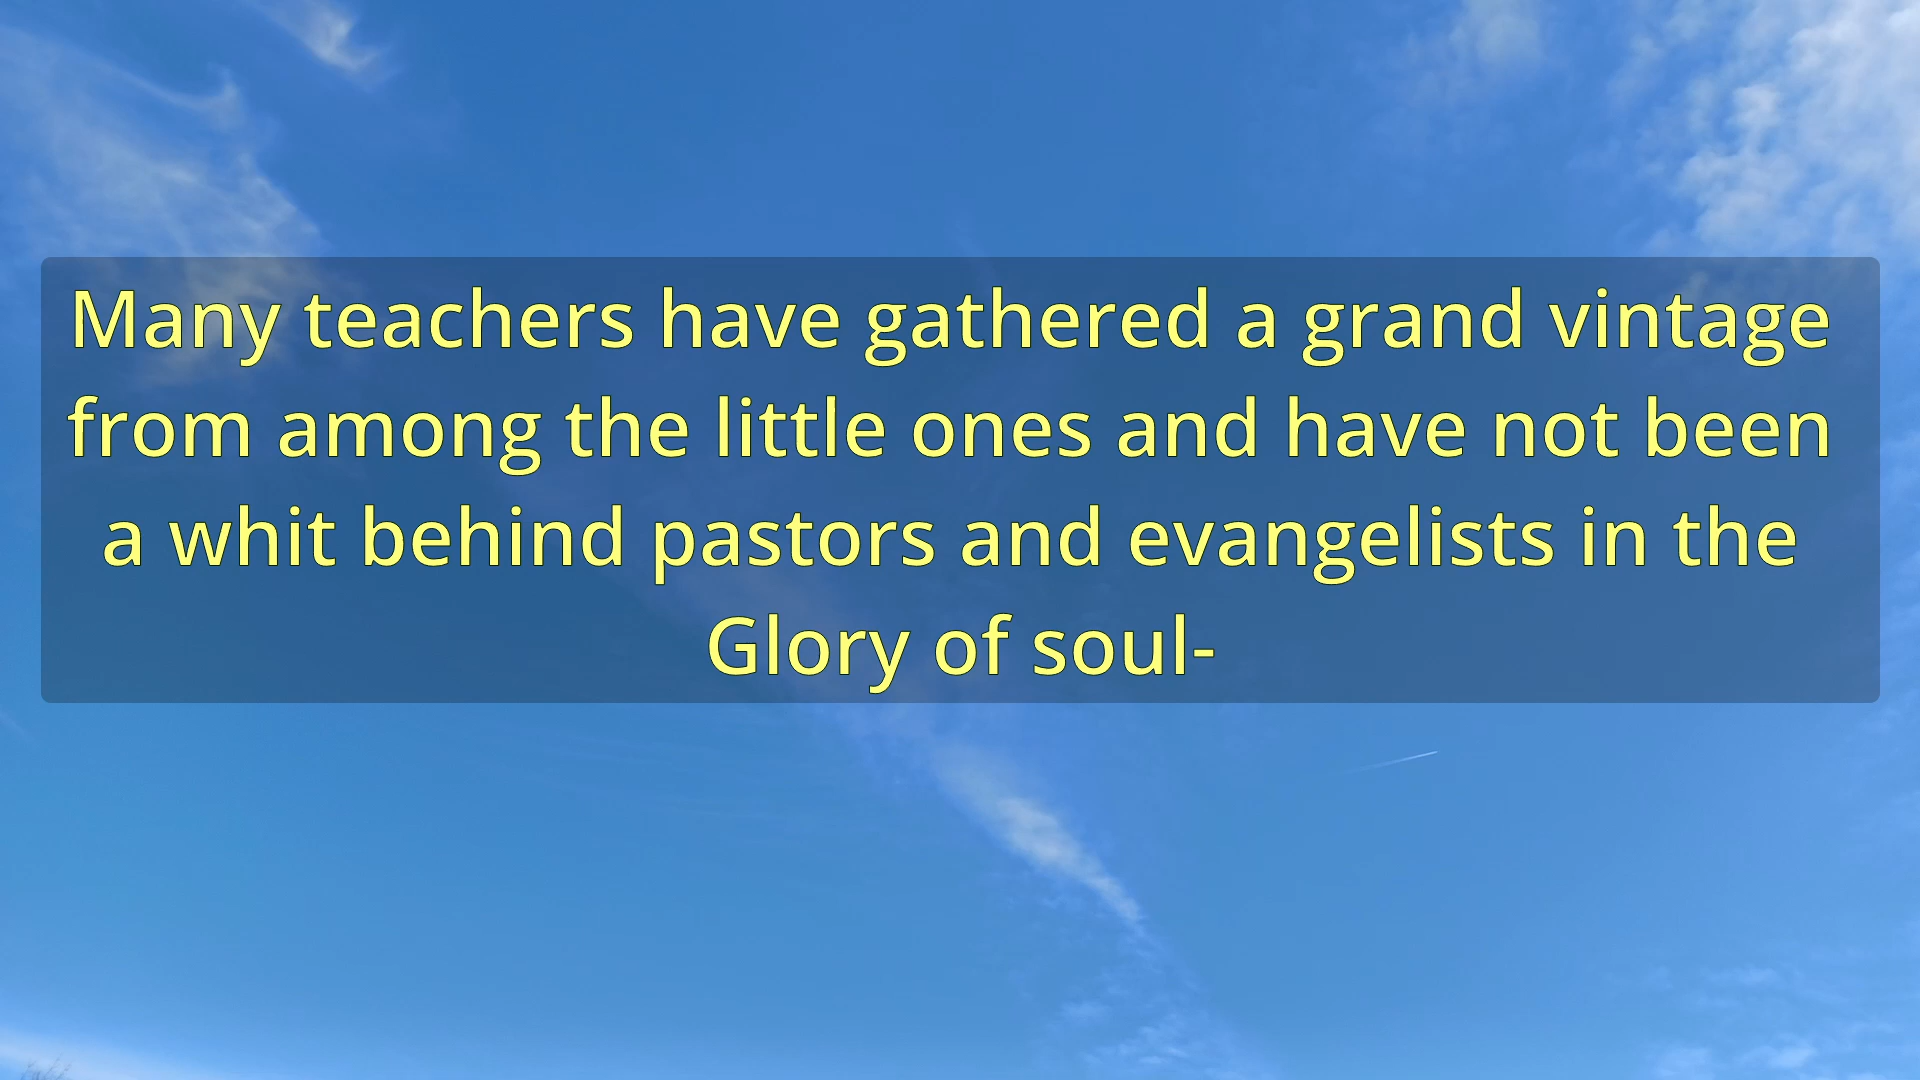 Many teachers have gathered a grand vintage
from among the little ones and have not been
a whit behind pastors and evangelists in the
Glory of soul-